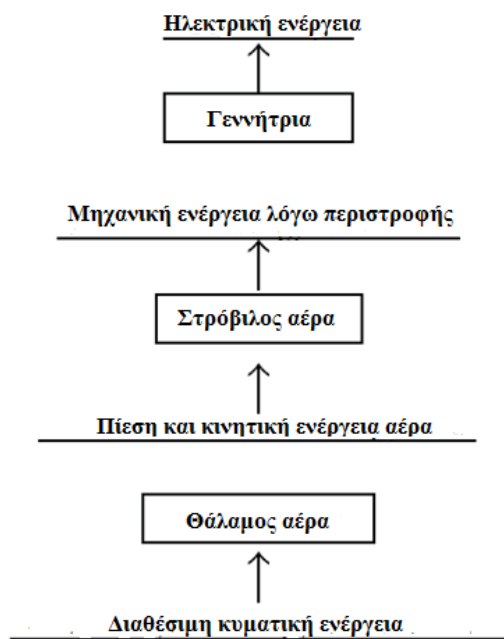 Ηλεκτρική ενέργεια
Γεννήτρια
Μηχανική ενέργεια λόγω περιστροφής
Στρόβιλος αέρα
Πίεση και κινητική ενέργεια αέρα
Θάλαμος αέρα
Διαθέσιμη κυματική ενέργεια